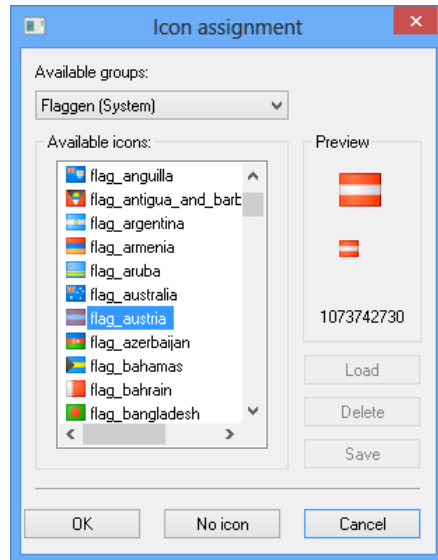 Icon assignment
Available groups:
Flaggen (System)
Available icons:
flag_anguilla
flag_antigua_and_barb
flag_argentina
flag_armenia
flag_aruba
flag_australia
flag_austria
flag_azerbaijan
flag_bahamas
flag_bahrain
flag_bangladesh
Preview
1073742730
Load
Delete
Save
OK
No icon
Cancel